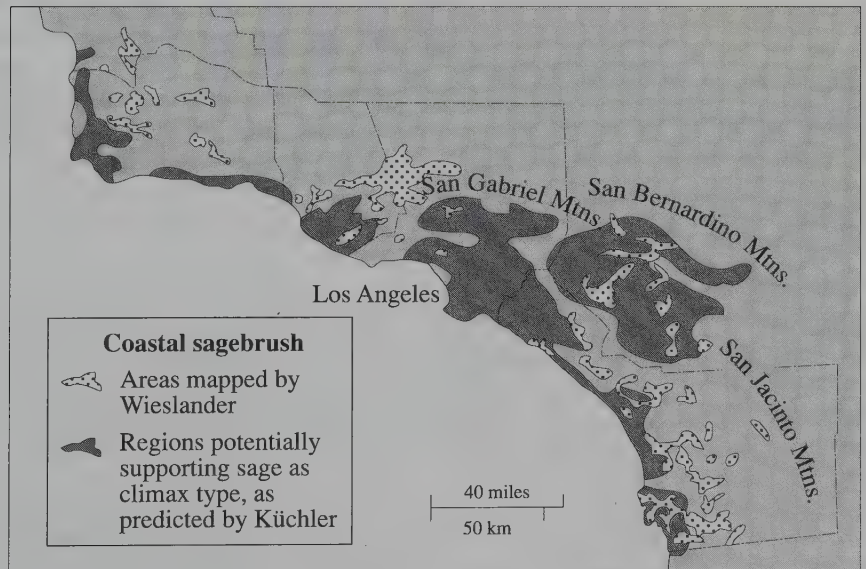 San Gabriel Mtns.
San Bernardino Mtns.
Los Angeles
San Jacinto Mtns.
Coastal sagebrush
Areas mapped by
Wieslander
Regions potentially
supporting sage as
climax type, as
predicted by Küchler
40 miles
50 km